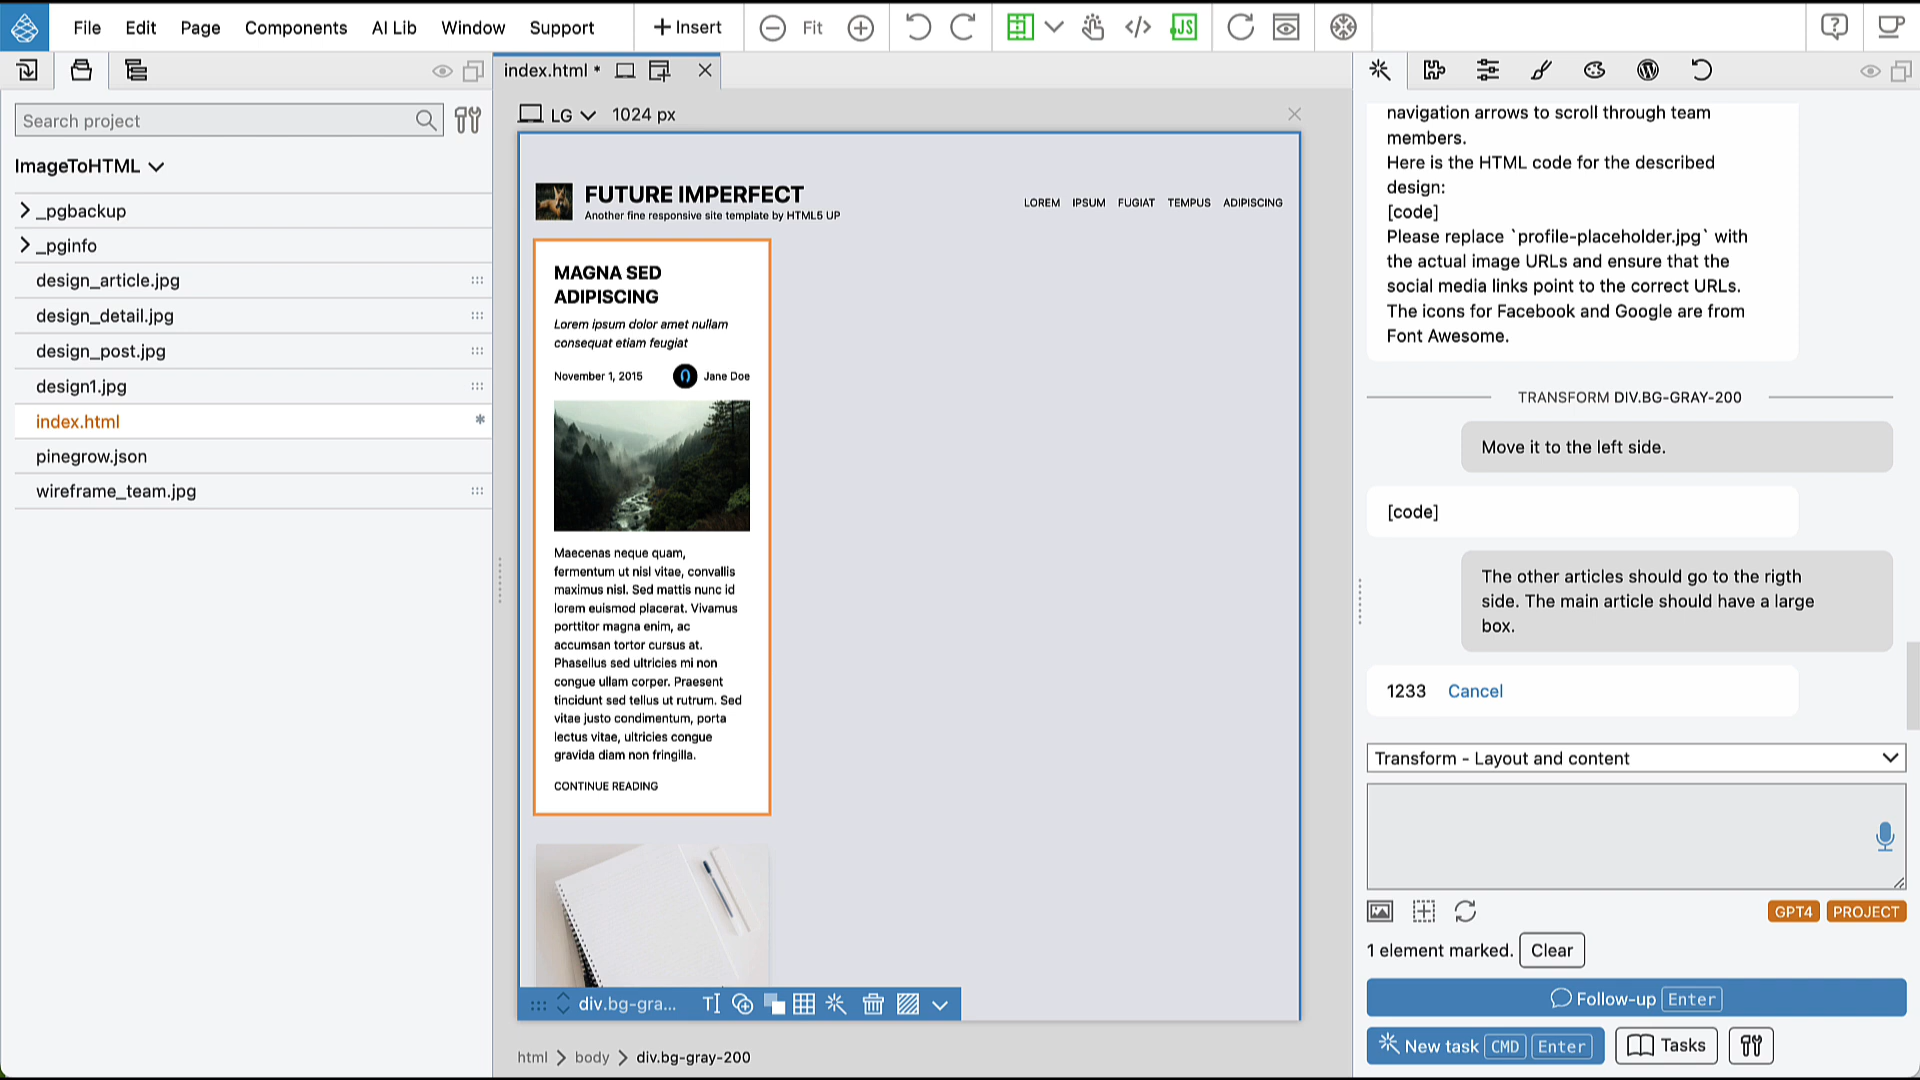 File Edit Page Components AI Lib Window Support Insert Fit
index.html *
Search project
ImageToHTML
_pgbackup
_pginfo
design_article.jpg
design_detail.jpg
design_post.jpg
design1.jpg
index.html *
pinegrow.json
wireframe_team.jpg
LG 1024 px
FUTURE IMPERFECT
Another fine responsive site template by HTML5 UP
LOREM IPSUM FUGIAT TEMPUS ADIPISCING
MAGNA SED
ADIPISCING
Lorem ipsum dolor amet nullam
consequat etiam feugiat
November 1, 2015 Jane Doe
Maecenas neque quam,
fermentum ut nisl vitae, convallis
maximus nisl. Sed mattis nunc id
lorem euismod placerat. Vivamus
porttitor magna enim, ac
accumsan tortor cursus at.
Phasellus sed ultricies mi non
congue ullam corper. Praesent
tincidunt sed tellus ut rutrum. Sed
vitae justo condimentum, porta
lectus vitae, ultricies congue
gravida diam non fringilla.
CONTINUE READING
div.bg-gra...
html body div.bg-gray-200
navigation arrows to scroll through team
members.
Here is the HTML code for the described
design:
[code]
Please replace `profile-placeholder.jpg` with
the actual image URLs and ensure that the
social media links point to the correct URLs.
The icons for Facebook and Google are from
Font Awesome.
TRANSFORM DIV.BG-GRAY-200
Move it to the left side.
[code]
The other articles should go to the rigth
side. The main article should have a large
box.
1233 Cancel
Transform - Layout and content
GPT4 PROJECT
1 element marked. Clear
Follow-up Enter
New task CMD Enter Tasks